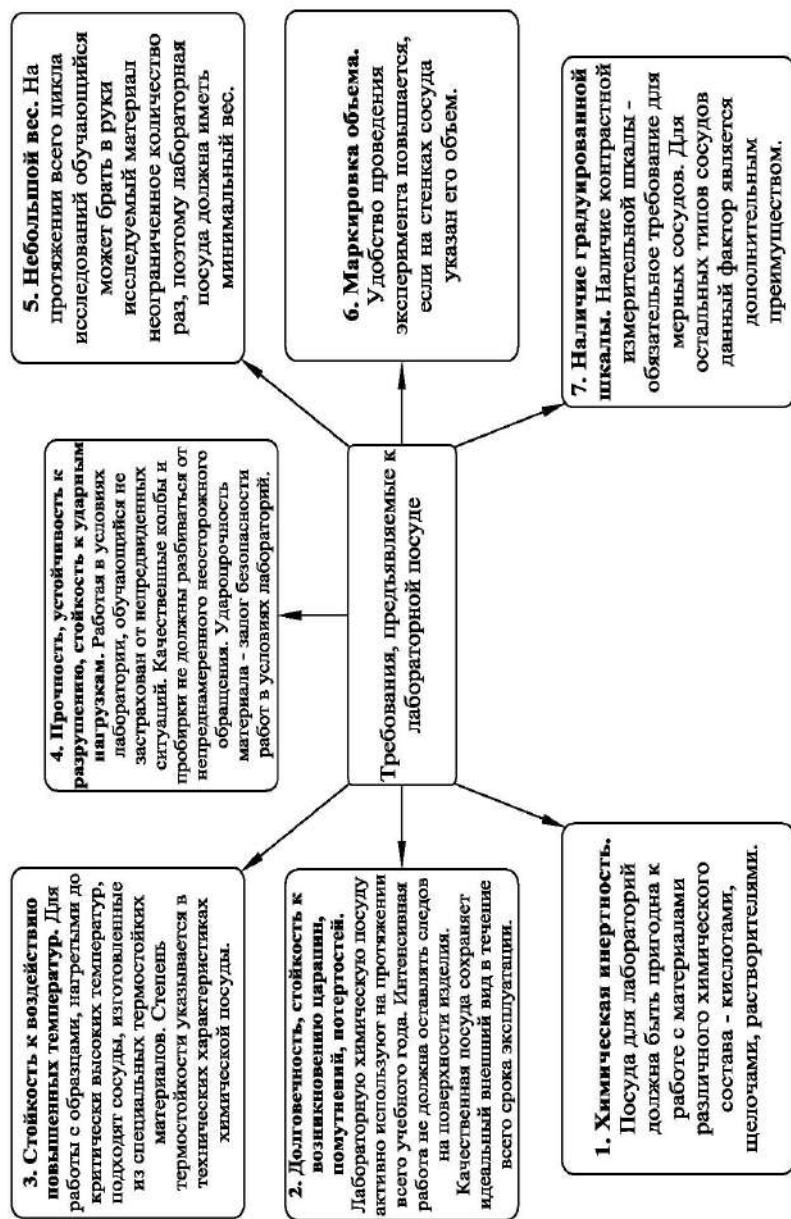 Требования, предъявляемые к
лабораторной посуде
1. Химическая инертность.
Посуда для лабораторий
должна быть пригодна к
работе с материалами
различного химического
состава - кислотами,
щелочами, растворителями.
2. Долговечность, стойкость к
возникновению царапин,
помутнений, потертостей.
Лабораторную химическую посуду
активно используют на протяжении
всего учебного года. Интенсивная
работа не должна оставлять следов
на поверхности изделия.
Качественная посуда сохраняет
идеальный внешний вид в течение
всего срока эксплуатации.
3. Стойкость к воздействию
повышенных температур. Для
работы с образцами, нагретыми до
критически высоких температур,
подходят сосуды, изготовленные
из специальных термостойких
материалов. Степень
термостойкости указывается в
технических характеристиках
химической посуды.
4. Прочность, устойчивость к
разрушению, стойкость к ударным
нагрузкам. Работая в условиях
лаборатории, обучающийся не
застрахован от непредвиденных
ситуаций. Качественные колбы и
пробирки не должны разбиваться от
непреднамеренного неосторожного
обращения. Ударопрочность
материала - залог безопасности
работ в условиях лабораторий.
5. Небольшой вес. На
протяжении всего цикла
исследований обучающийся
может брать в руки
исследуемый материал
неограниченное количество
раз, поэтому лабораторная
посуда должна иметь
минимальный вес.
6. Маркировка объема.
Удобство проведения
эксперимента повышается,
если на стенках сосуда
указан его объем.
7. Наличие градуированной
шкалы. Наличие контрастной
измерительной шкалы -
обязательное требование для
мерных сосудов. Для
остальных типов сосудов
данный фактор является
дополнительным
преимуществом.